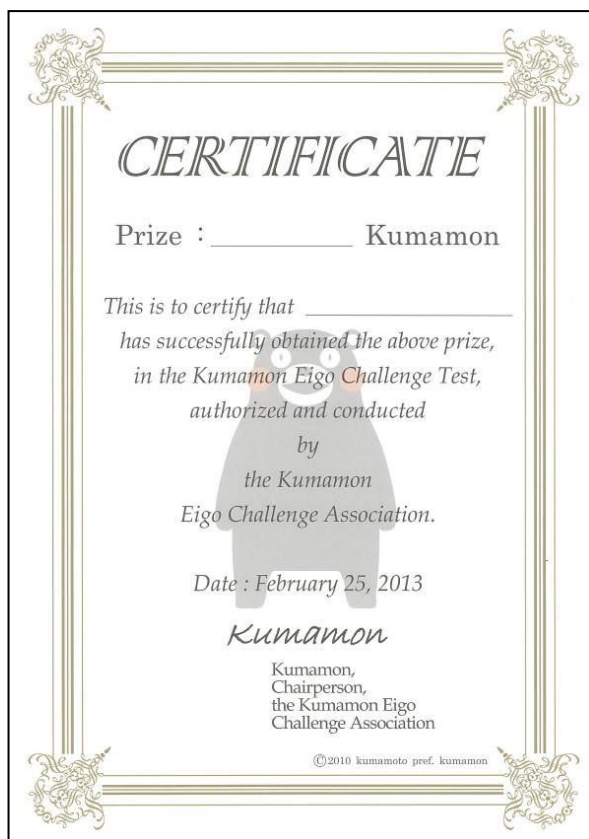 CERTIFICATE
Prize : __________ Kumamon
This is to certify that ______________
has successfully obtained the above prize,
in the Kumamon Eigo Challenge Test,
authorized and conducted
by
the Kumamon
Eigo Challenge Association.
Date : February 25, 2013
Kumamon
Kumamon,
Chairperson,
the Kumamon Eigo
Challenge Association
©2010 kumamoto pref. kumamon